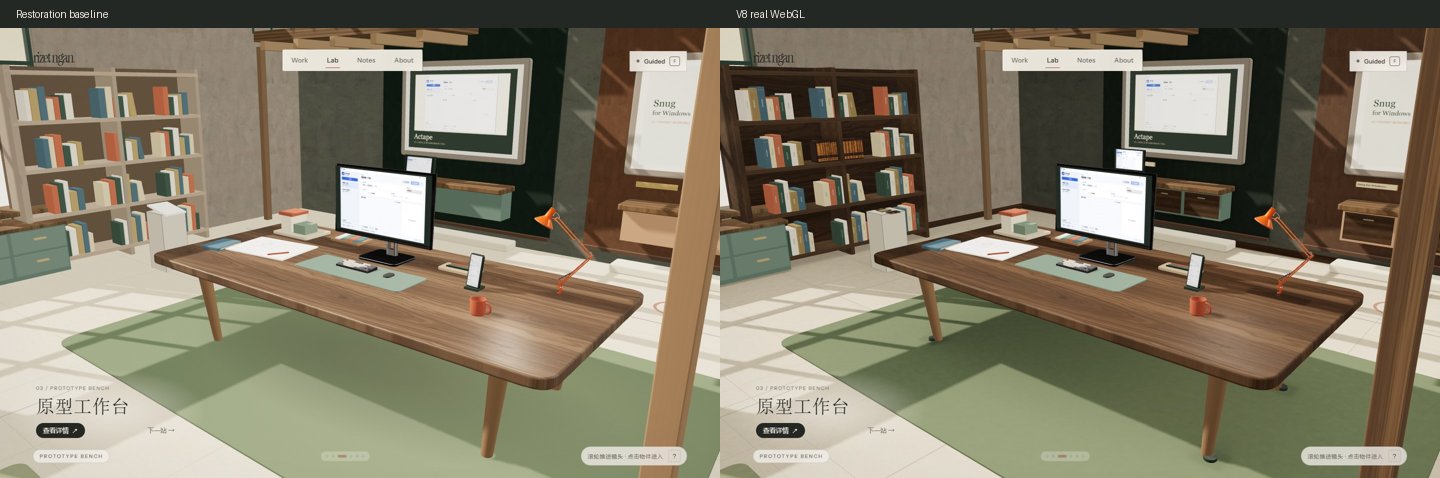 Restoration baseline
V8 real WebGL
rizetngan
Work Lab Notes About
Guided F
Actape
Snug
for Windows
03 / PROTOTYPE BENCH
原型工作台
查看详情 ↗
下一站 →
PROTOTYPE BENCH
滚轮推进镜头 · 点击物件进入 ?
rizetngan
Work Lab Notes About
Guided F
Actape
Snug
for Windows
03 / PROTOTYPE BENCH
原型工作台
查看详情 ↗
下一站 →
PROTOTYPE BENCH
滚轮推进镜头 · 点击物件进入 ?